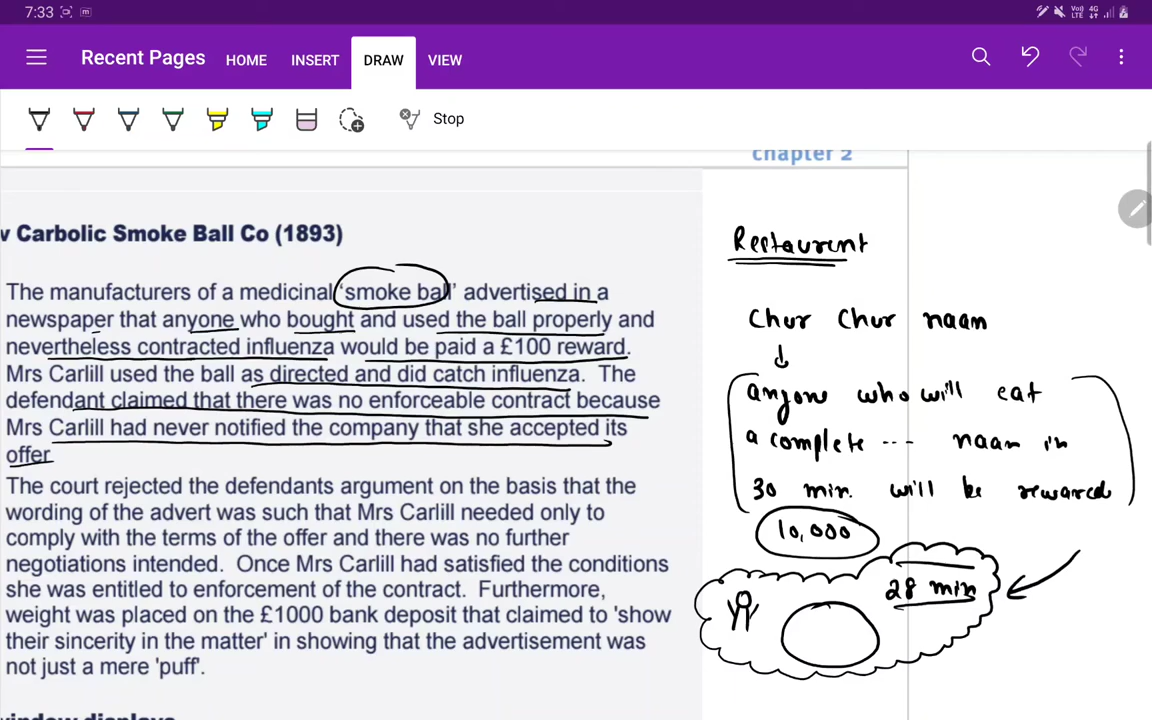 7:33
Vo)) LTE 4G
Recent Pages HOME INSERT DRAW VIEW
Stop
chapter 2
v Carbolic Smoke Ball Co (1893)
The manufacturers of a medicinal 'smoke ball' advertised in a
newspaper that anyone who bought and used the ball properly and
nevertheless contracted influenza would be paid a £100 reward.
Mrs Carlill used the ball as directed and did catch influenza. The
defendant claimed that there was no enforceable contract because
Mrs Carlill had never notified the company that she accepted its
offer
The court rejected the defendants argument on the basis that the
wording of the advert was such that Mrs Carlill needed only to
comply with the terms of the offer and there was no further
negotiations intended. Once Mrs Carlill had satisfied the conditions
she was entitled to enforcement of the contract. Furthermore,
weight was placed on the £1000 bank deposit that claimed to 'show
their sincerity in the matter' in showing that the advertisement was
not just a mere 'puff'.
window displays
Restaurent
Chur Chur naan
anyone who will eat
a complete --- naan in
30 min. will be rewarded
10,000
28 min